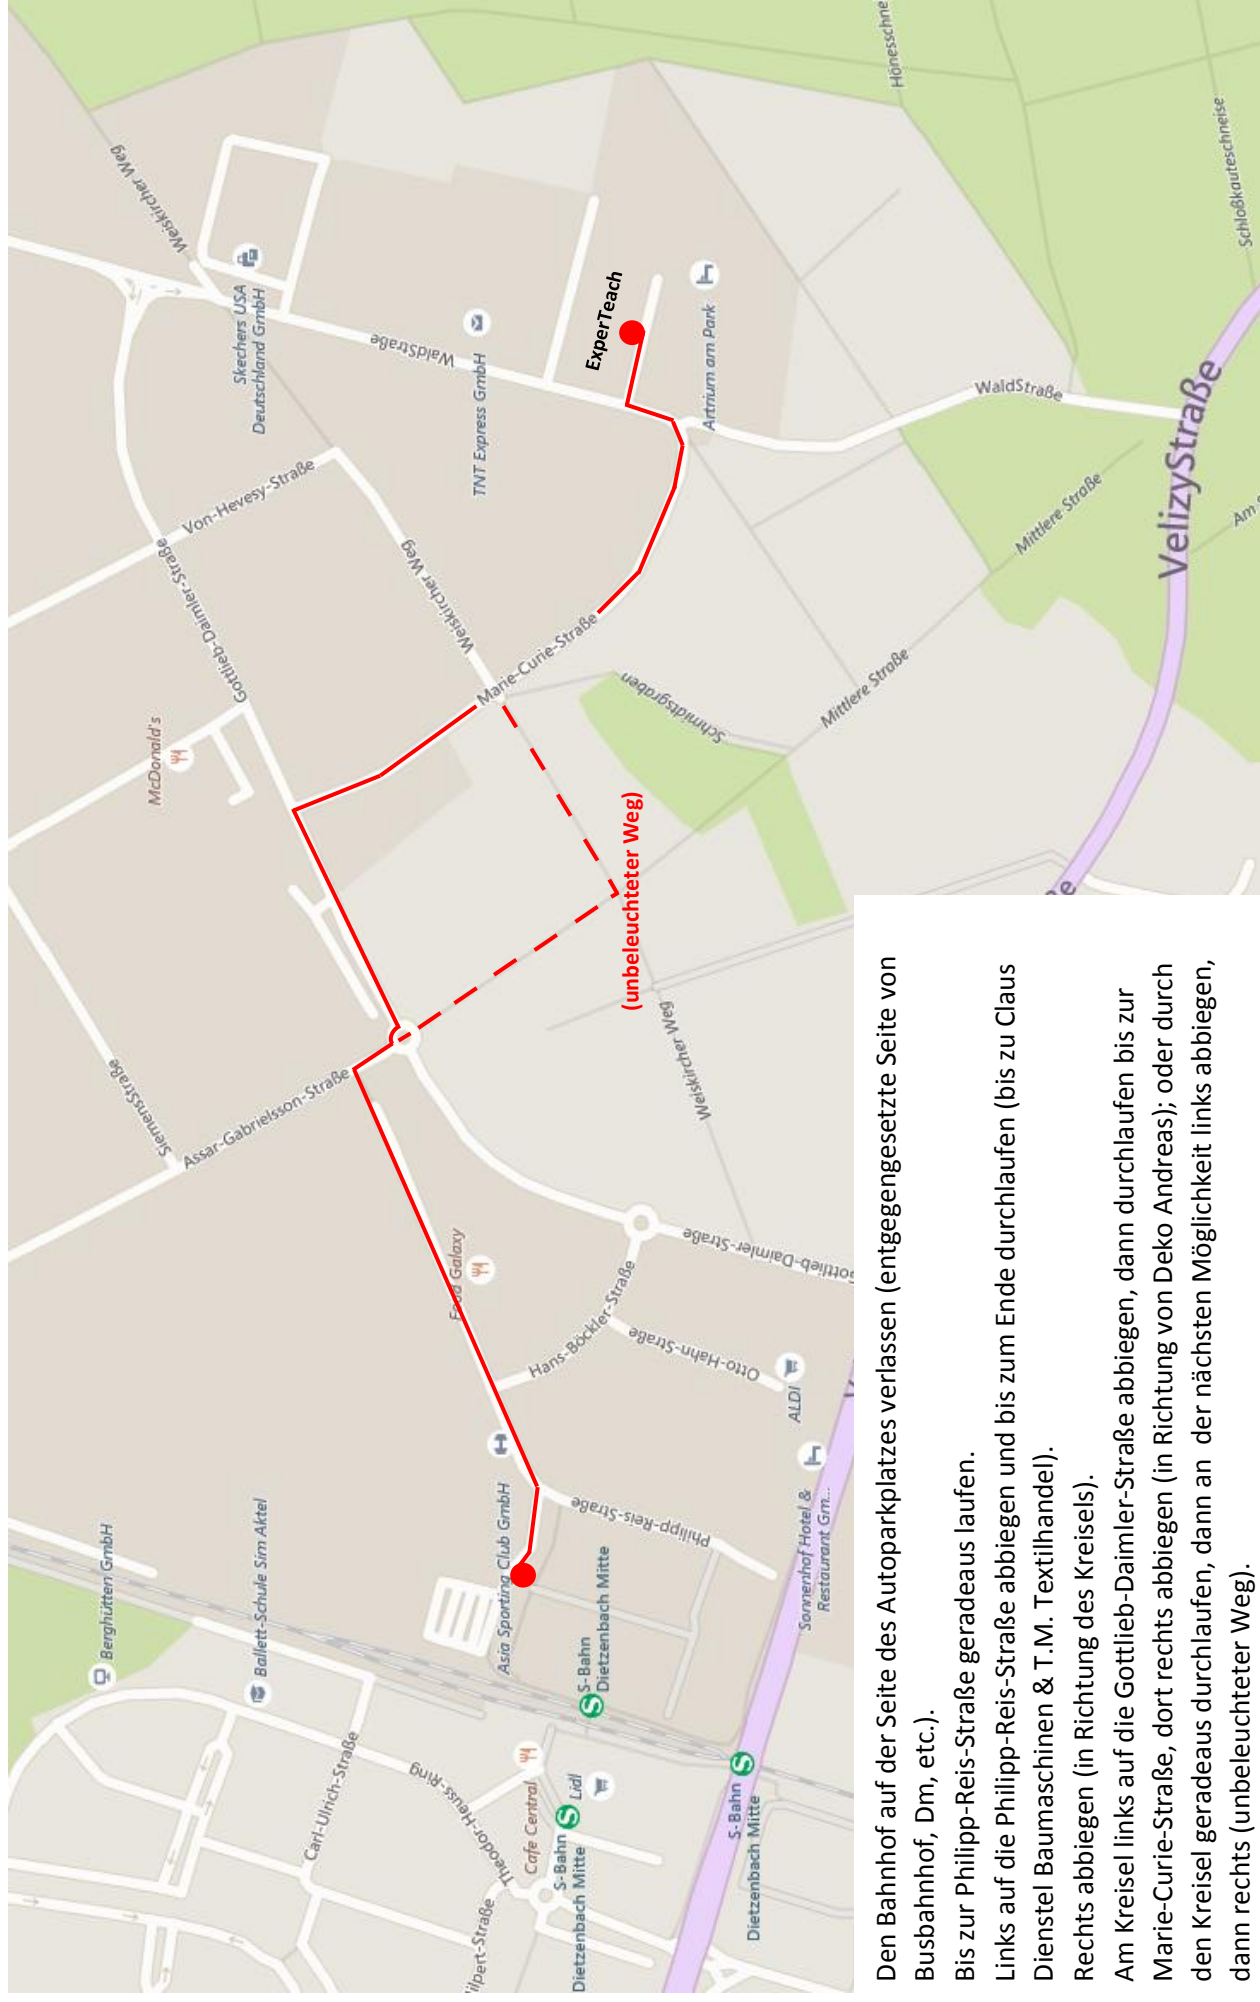 Weiskircher Weg
Skechers USA
Deutschland GmbH
WaldStraße
TNT Express GmbH
ExperTeach
Artrium am Park
WaldStraße
Hönesschne
Schloßkauteschneise
VelizyStraße
Mittlere Straße
Am
Von-Hevesy-Straße
Gottlieb-Daimler-Straße
Weiskircher Weg
Marie-Curie-Straße
McDonald's
Schmidtsgraben
Mittlere Straße
(unbeleuchteter Weg)
ße
SiemensStraße
Assar-Gabrielsson-Straße
Weiskircher Weg
Food Galaxy
Gottlieb-Daimler-Straße
Hans-Böckler-Straße
Otto-Hahn-Straße
ALDI
Asia Sporting Club GmbH
Philipp-Reis-Straße
Sonnenhof Hotel &
Restaurant Gm...
Berghütten GmbH
Ballett-Schule Sim Aktel
S-Bahn
Dietzenbach Mitte
Carl-Ulrich-Straße
Theodor-Heuss-Ring
Cafe Central
Lidl
S-Bahn
Dietzenbach Mitte
S-Bahn
Dietzenbach Mitte
ilpert-Straße
Den Bahnhof auf der Seite des Autoparkplatzes verlassen (entgegengesetzte Seite von
Busbahnhof, Dm, etc.).
Bis zur Philipp-Reis-Straße geradeaus laufen.
Links auf die Philipp-Reis-Straße abbiegen und bis zum Ende durchlaufen (bis zu Claus
Dienstel Baumaschinen & T.M. Textilhandel).
Rechts abbiegen (in Richtung des Kreisels).
Am Kreisel links auf die Gottlieb-Daimler-Straße abbiegen, dann durchlaufen bis zur
Marie-Curie-Straße, dort rechts abbiegen (in Richtung von Deko Andreas); oder durch
den Kreisel geradeaus durchlaufen, dann an der nächsten Möglichkeit links abbiegen,
dann rechts (unbeleuchteter Weg).